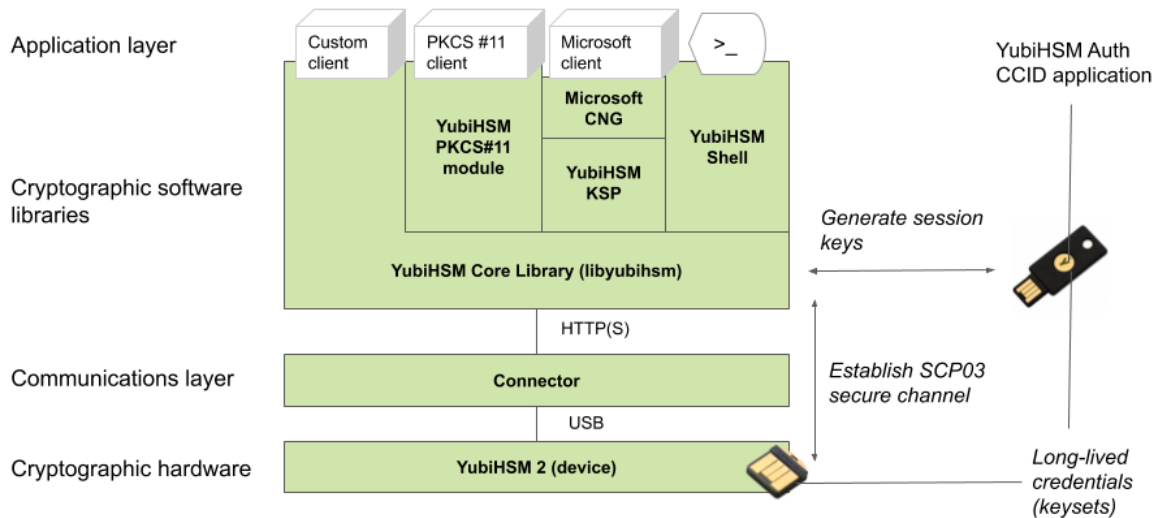 Application layer
Custom
client
PKCS #11
client
Microsoft
client
>_
YubiHSM Auth
CCID application
Microsoft
CNG
YubiHSM
PKCS#11
module
YubiHSM
KSP
YubiHSM
Shell
Cryptographic software
libraries
Generate session
keys
YubiHSM Core Library (libyubihsm)
HTTP(S)
Communications layer
Connector
Establish SCP03
secure channel
USB
Cryptographic hardware
YubiHSM 2 (device)
Long-lived
credentials
(keysets)